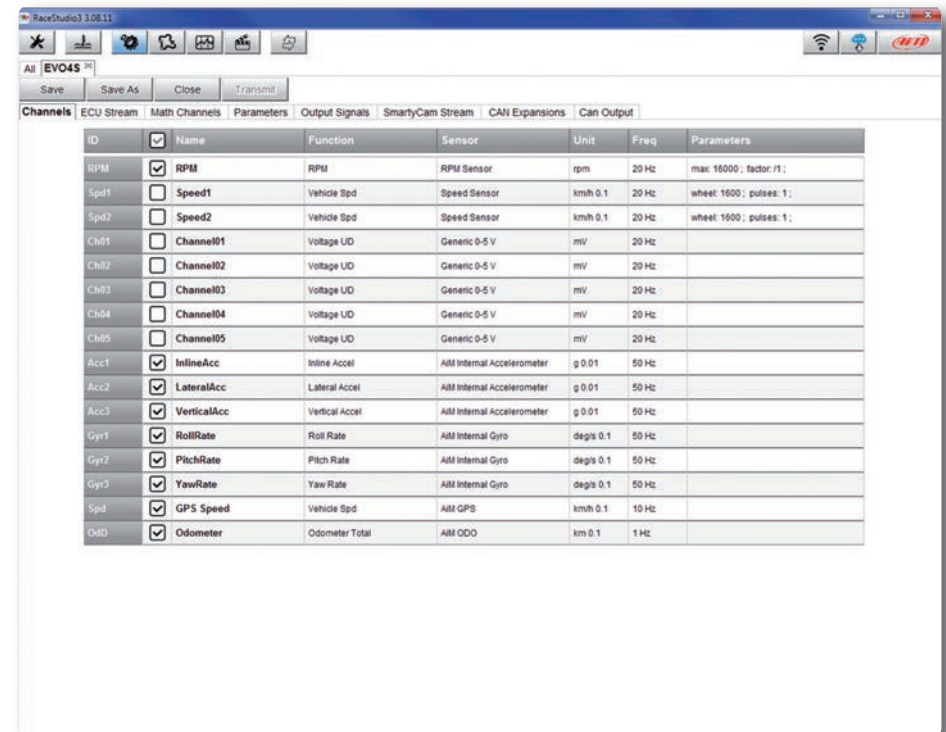 RaceStudio3 3.08.11
AiM
All EVO4S
Save Save As Close Transmit
Channels ECU Stream Math Channels Parameters Output Signals SmartyCam Stream CAN Expansions Can Output
ID Name Function Sensor Unit Freq Parameters
RPM RPM RPM RPM Sensor rpm 20 Hz max: 16000 ; factor: /1 ;
Spd1 Speed1 Vehicle Spd Speed Sensor km/h 0.1 20 Hz wheel: 1600 ; pulses: 1 ;
Spd2 Speed2 Vehicle Spd Speed Sensor km/h 0.1 20 Hz wheel: 1600 ; pulses: 1 ;
Ch01 Channel01 Voltage UD Generic 0-5 V mV 20 Hz
Ch02 Channel02 Voltage UD Generic 0-5 V mV 20 Hz
Ch03 Channel03 Voltage UD Generic 0-5 V mV 20 Hz
Ch04 Channel04 Voltage UD Generic 0-5 V mV 20 Hz
Ch05 Channel05 Voltage UD Generic 0-5 V mV 20 Hz
Acc1 InlineAcc Inline Accel AiM Internal Accelerometer g 0.01 50 Hz
Acc2 LateralAcc Lateral Accel AiM Internal Accelerometer g 0.01 50 Hz
Acc3 VerticalAcc Vertical Accel AiM Internal Accelerometer g 0.01 50 Hz
Gyr1 RollRate Roll Rate AiM Internal Gyro deg/s 0.1 50 Hz
Gyr2 PitchRate Pitch Rate AiM Internal Gyro deg/s 0.1 50 Hz
Gyr3 YawRate Yaw Rate AiM Internal Gyro deg/s 0.1 50 Hz
Spd GPS Speed Vehicle Spd AiM GPS km/h 0.1 10 Hz
OdD Odometer Odometer Total AiM ODO km 0.1 1 Hz